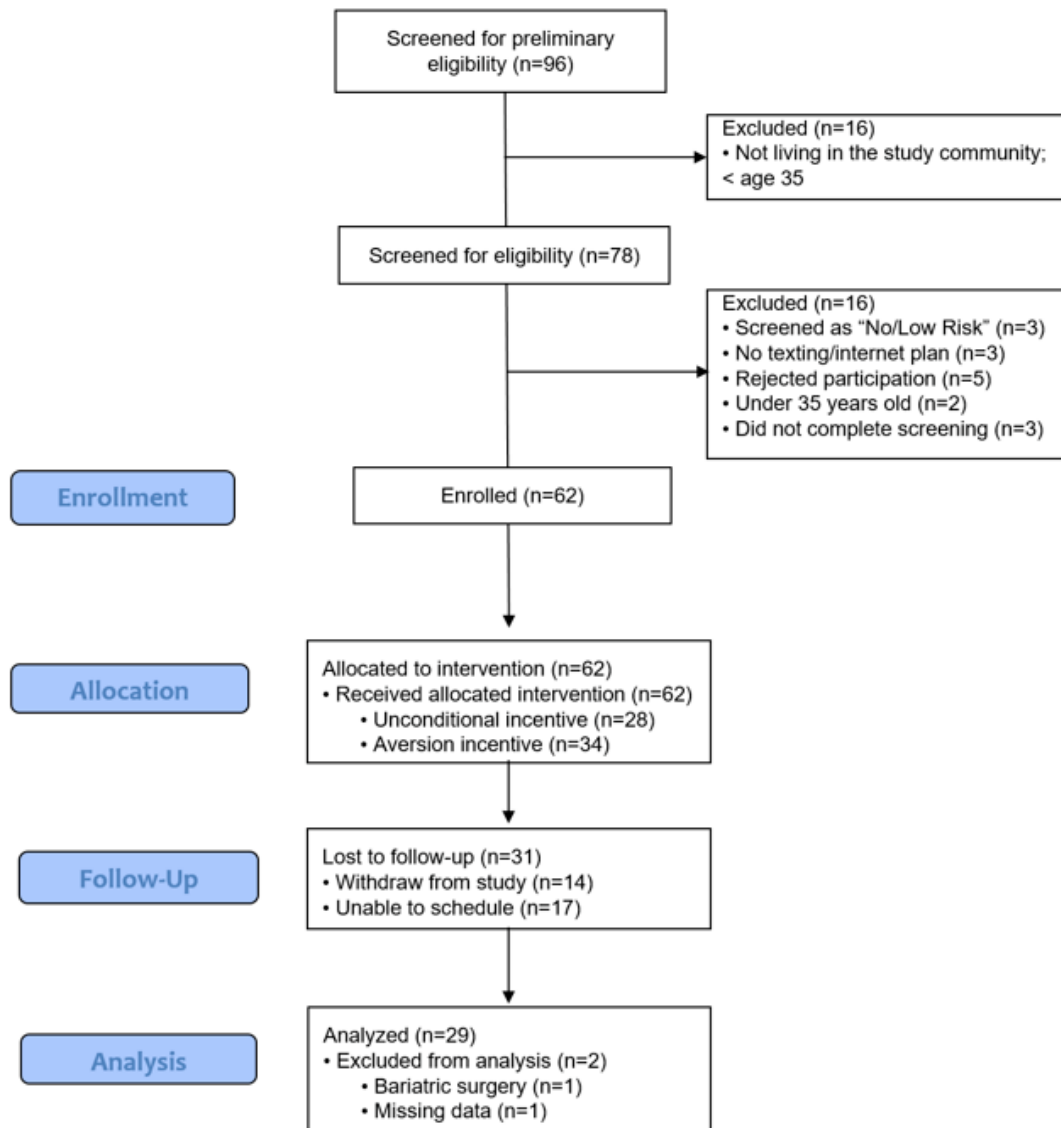 Screened for preliminary
eligibility (n=96)
Excluded (n=16)
• Not living in the study community;
< age 35
Screened for eligibility (n=78)
Excluded (n=16)
• Screened as “No/Low Risk” (n=3)
• No texting/internet plan (n=3)
• Rejected participation (n=5)
• Under 35 years old (n=2)
• Did not complete screening (n=3)
Enrollment
Enrolled (n=62)
Allocation
Allocated to intervention (n=62)
• Received allocated intervention (n=62)
• Unconditional incentive (n=28)
• Aversion incentive (n=34)
Follow-Up
Lost to follow-up (n=31)
• Withdraw from study (n=14)
• Unable to schedule (n=17)
Analysis
Analyzed (n=29)
• Excluded from analysis (n=2)
• Bariatric surgery (n=1)
• Missing data (n=1)